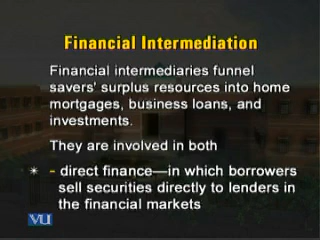 Financial Intermediation
Financial intermediaries funnel
savers' surplus resources into home
mortgages, business loans, and
investments.
They are involved in both
- direct finance—in which borrowers
sell securities directly to lenders in
the financial markets
VU